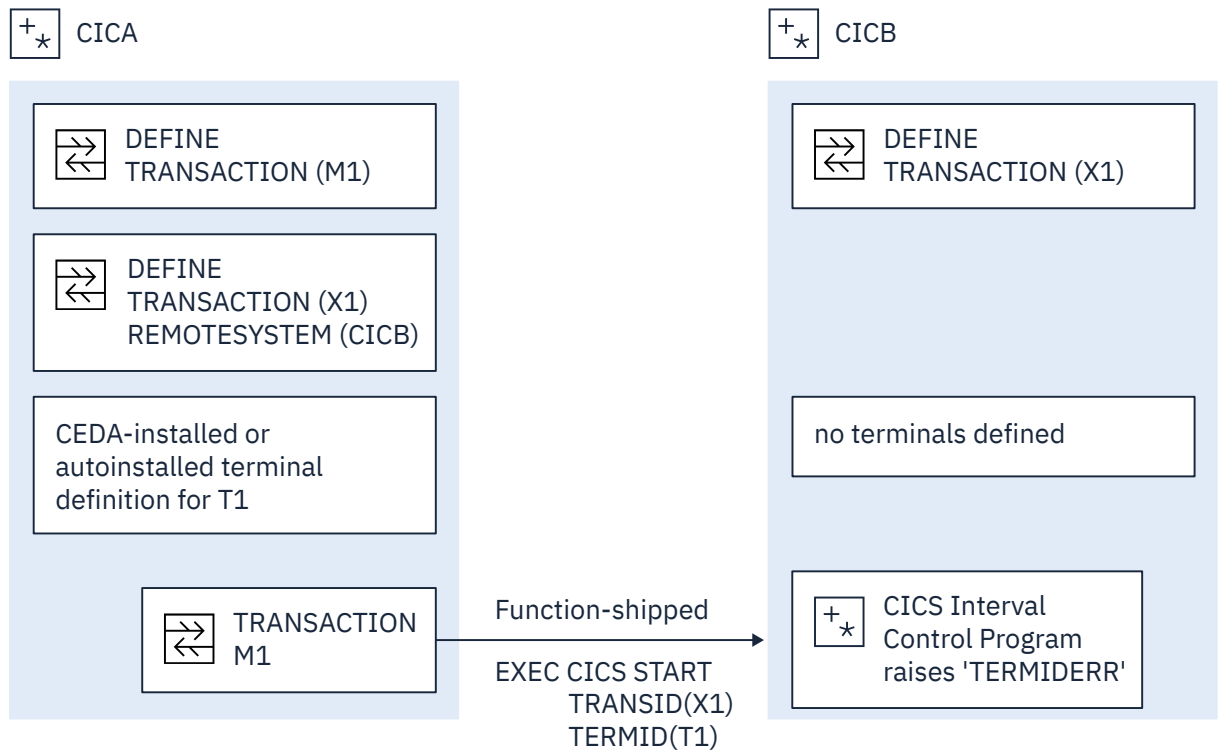 CICA
DEFINE
TRANSACTION (M1)
DEFINE
TRANSACTION (X1)
REMOTESYSTEM (CICB)
CEDA-installed or
autoinstalled terminal
definition for T1
TRANSACTION
M1
Function-shipped
EXEC CICS START
TRANSID(X1)
TERMID(T1)
CICB
DEFINE
TRANSACTION (X1)
no terminals defined
CICS Interval
Control Program
raises 'TERMIDERR'